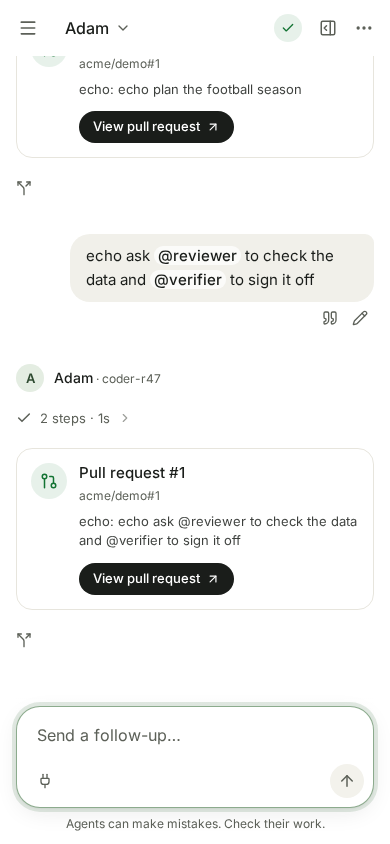 Adam
acme/demo#1
echo: echo plan the football season
View pull request
echo ask @reviewer to check the
data and @verifier to sign it off
A
Adam · coder-r47
2 steps · 1s
Pull request #1
acme/demo#1
echo: echo ask @reviewer to check the data
and @verifier to sign it off
View pull request
Send a follow-up...
Agents can make mistakes. Check their work.